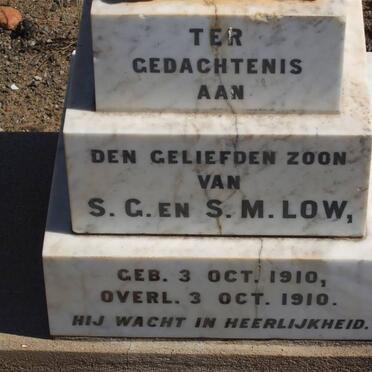 TER
GEDACHTENIS
AAN
DEN GELIEFDEN ZOON
VAN
S. G. EN S. M. LOW,
GEB. 3 OCT. 1910,
OVERL. 3 OCT. 1910.
HIJ WACHT IN HEERLIJKHEID.